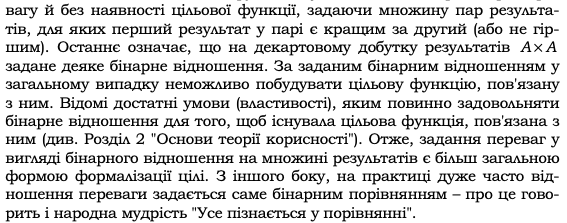 вагу й без наявності цільової функції, задаючи множину пар результа-
тів, для яких перший результат у парі є кращим за другий (або не гір-
шим). Останнє означає, що на декартовому добутку результатів A×A
задане деяке бінарне відношення. За заданим бінарним відношенням у
загальному випадку неможливо побудувати цільову функцію, пов'язану
з ним. Відомі достатні умови (властивості), яким повинно задовольняти
бінарне відношення для того, щоб існувала цільова функція, пов'язана з
ним (див. Розділ 2 "Основи теорії корисності"). Отже, задання переваг у
вигляді бінарного відношення на множині результатів є більш загальною
формою формалізації цілі. З іншого боку, на практиці дуже часто від-
ношення переваги задається саме бінарним порівнянням – про це гово-
рить і народна мудрість "Усе пізнається у порівнянні".